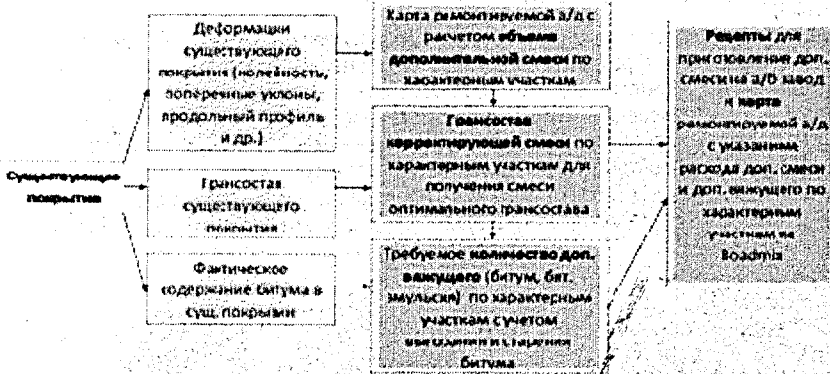 Существующее
покрытие
Деформации
существующего
покрытия (колейность,
поперечные уклоны,
продольный профиль
и др.)
Грансостав
существующего
покрытия
Фактическое
содержание битума в
сущ. покрытии
Карта ремонтируемой а/д с
расчетом объема
дополнительной смеси по
характерным участкам
Грансостав
корректирующей смеси по
характерным участкам для
получения смеси
оптимального грансостава
Требуемое количество доп.
вяжущего (битум, бит.
эмульсия) по характерным
участкам с учетом
и старения
битума
Рецепты для
приготовления доп.
смеси на а/б завод
и карта
ремонтируемой а/д
с указанием
расхода доп. смеси
и доп. вяжущего по
характерным
участкам на
Roadmix